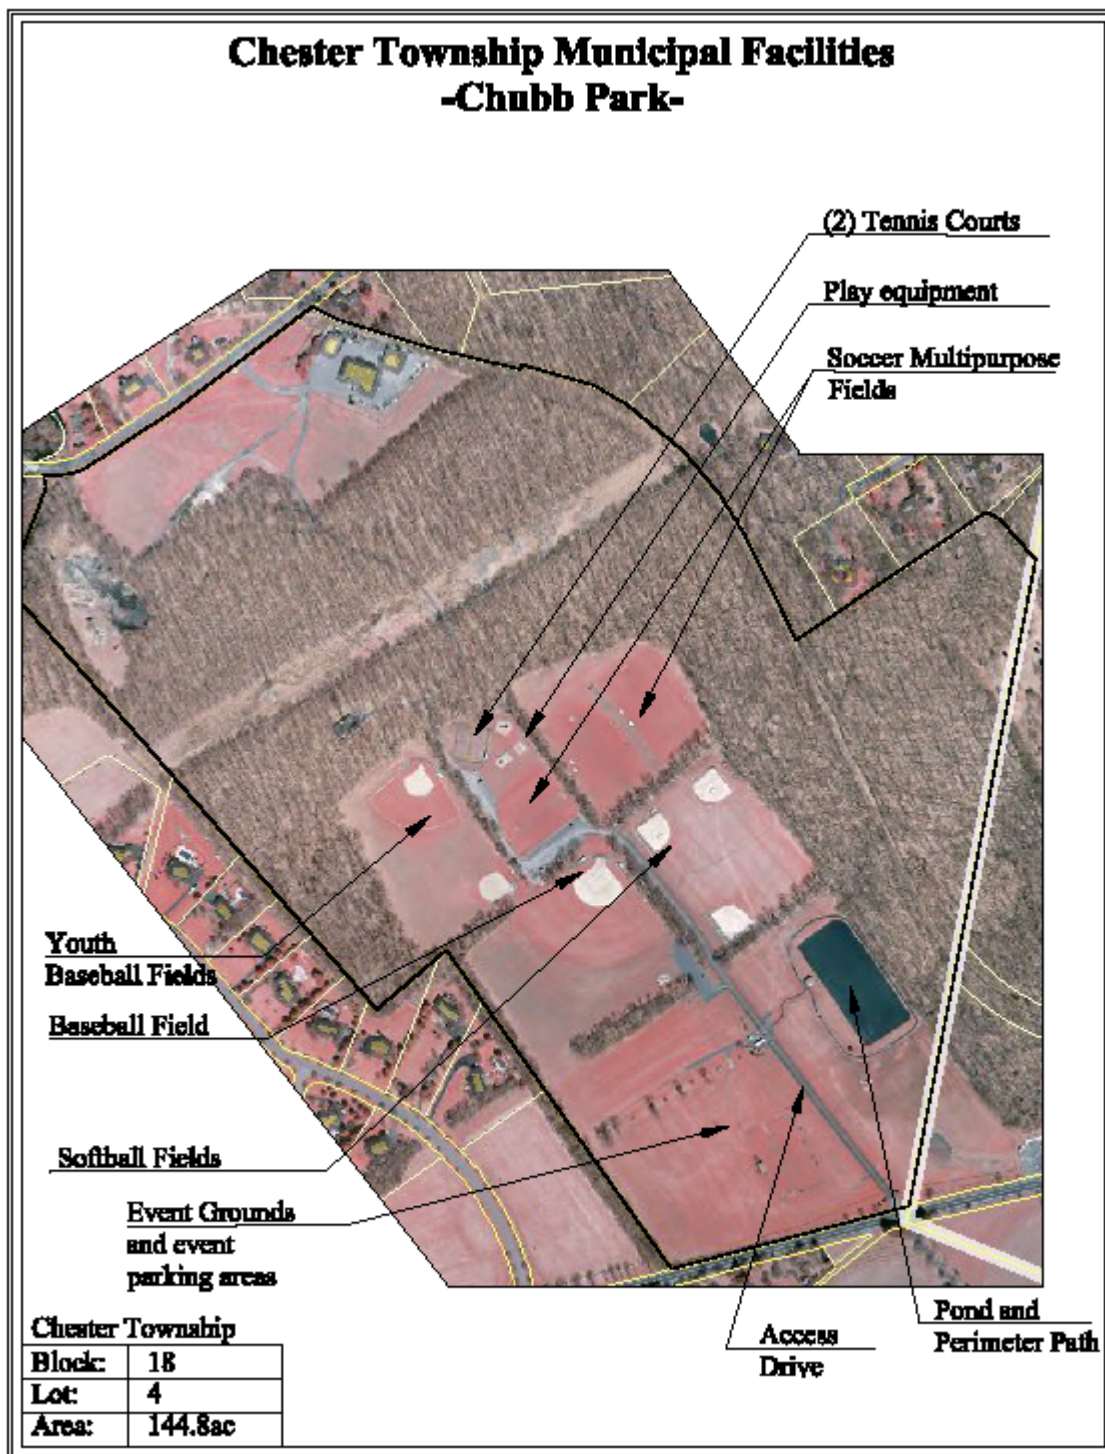 Chester Township Municipal Facilities
-Chubb Park-
(2) Tennis Courts
Play equipment
Soccer Multipurpose
Fields
Youth
Baseball Fields
Baseball Field
Softball Fields
Event Grounds
and event
parking areas
Access
Drive
Pond and
Perimeter Path
Chester Township
Block: 18
Lot: 4
Area: 144.8ac